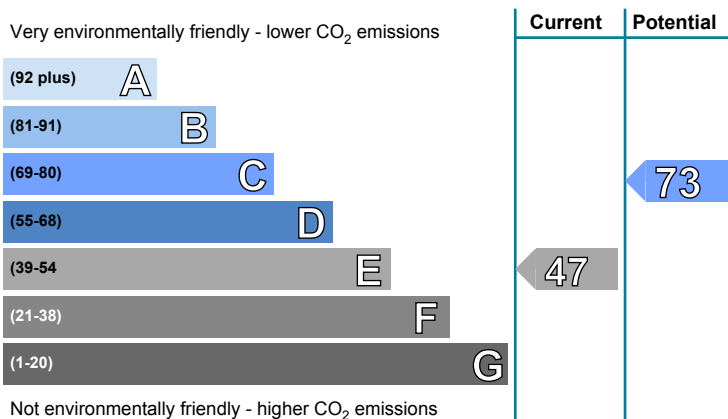 Current Potential
Very environmentally friendly - lower CO2 emissions
(92 plus) A
(81-91) B
(69-80) C
73
(55-68) D
(39-54 E
47
(21-38) F
(1-20) G
Not environmentally friendly - higher CO2 emissions